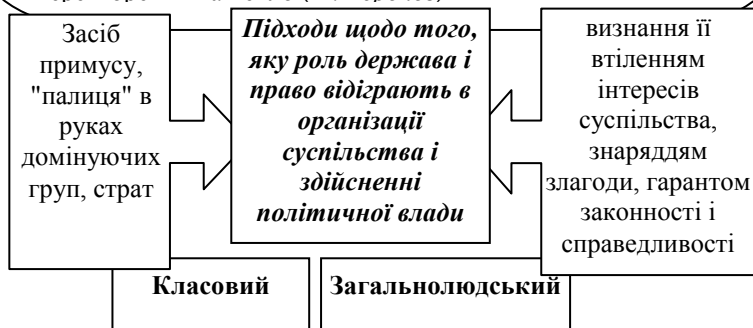 Засіб
примусу,
"палиця" в
руках
домінуючих
груп, страт
Підходи щодо того,
яку роль держава і
право відіграють в
організації
суспільства і
здійсненні
політичної влади
визнання її
втіленням
інтересів
суспільства,
знаряддям
злагоди, гарантом
законності і
справедливості
Класовий
Загальнолюдський